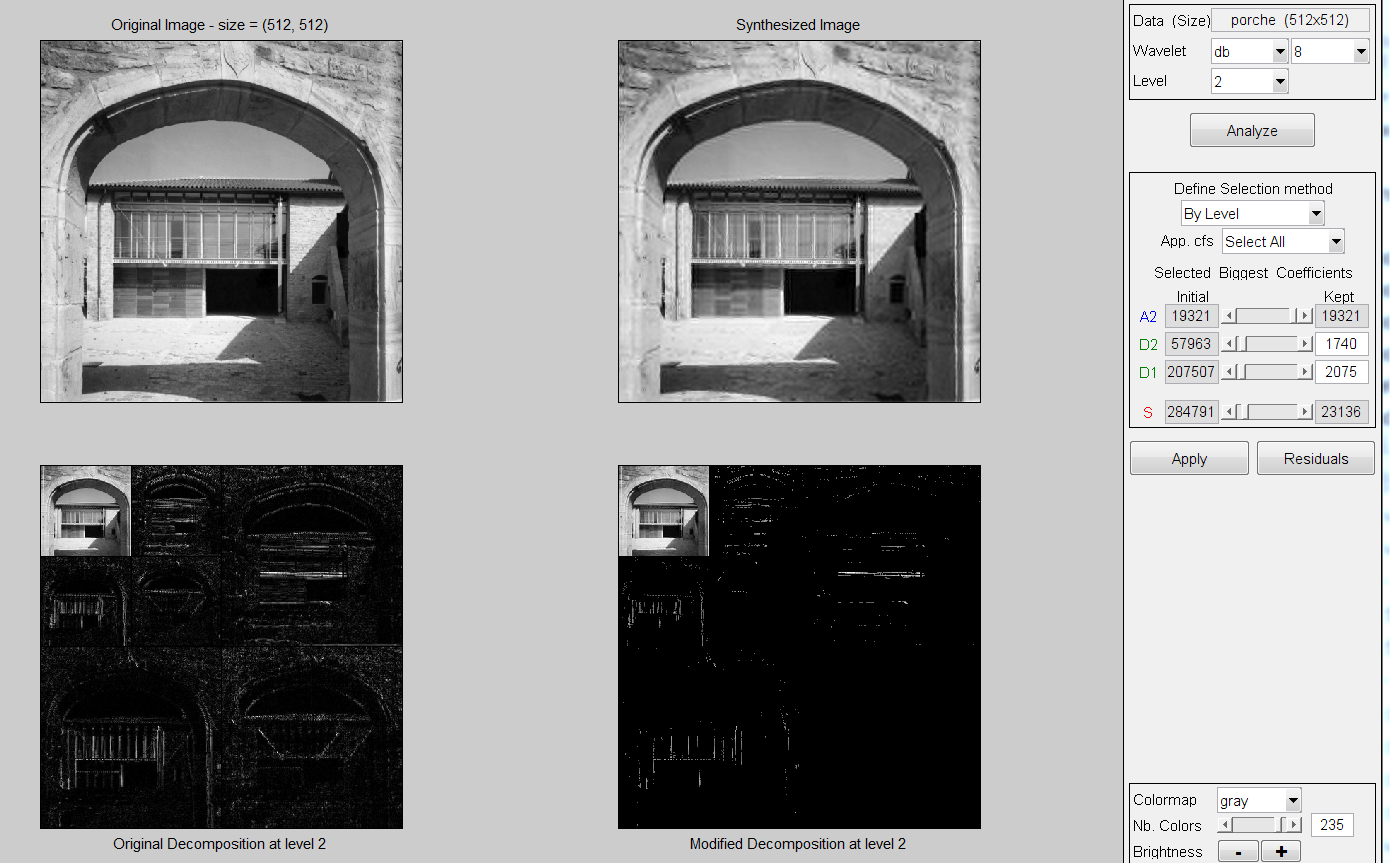 Original Image - size = (512, 512)
Synthesized Image
Original Decomposition at level 2
Modified Decomposition at level 2
Data (Size) porche (512x512)
Wavelet db 8
Level 2
Analyze
Define Selection method
By Level
App. cfs Select All
Selected Biggest Coefficients
Initial Kept
A2 19321 19321
D2 57963 1740
D1 207507 2075
S 284791 23136
Apply Residuals
Colormap gray
Nb. Colors 235
Brightness - +